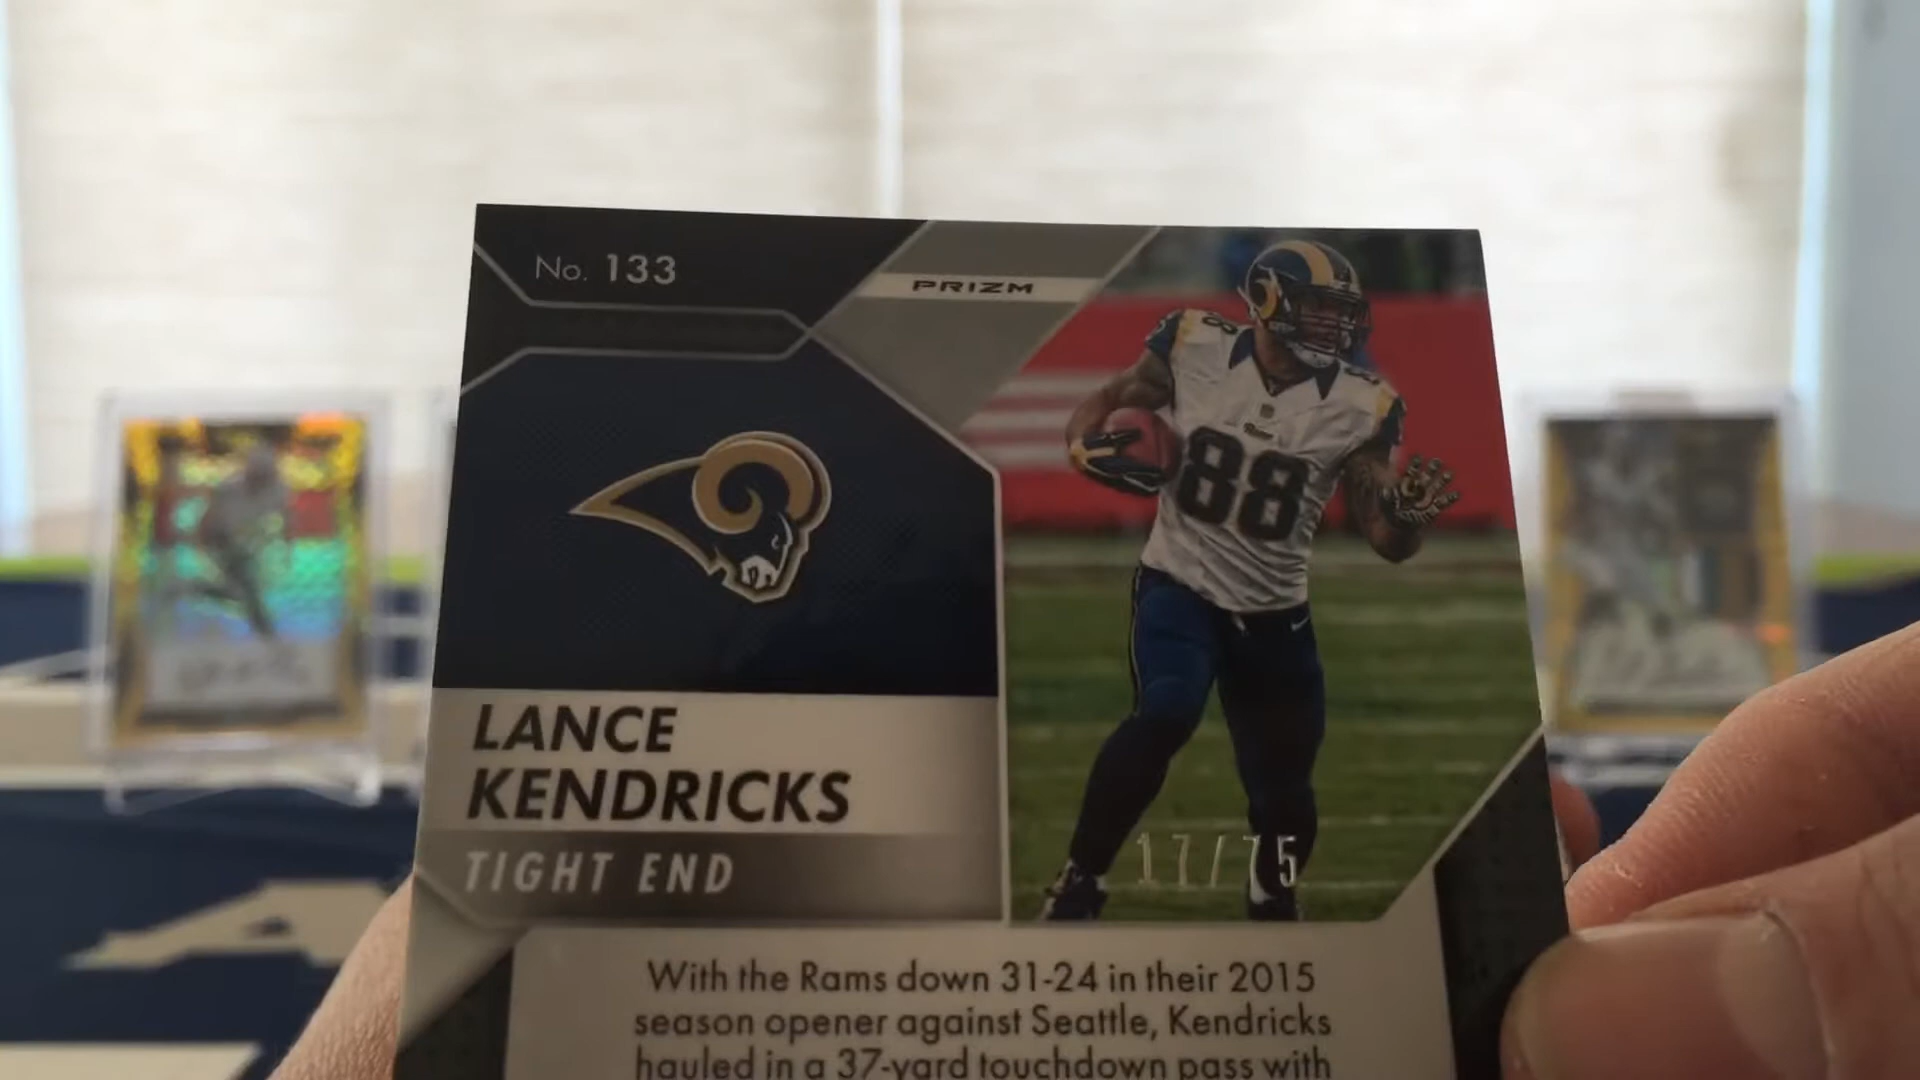 No. 133
PRIZM
88
LANCE
KENDRICKS
TIGHT END
17/75
With the Rams down 31-24 in their 2015
season opener against Seattle, Kendricks
hauled in a 37-yard touchdown pass with